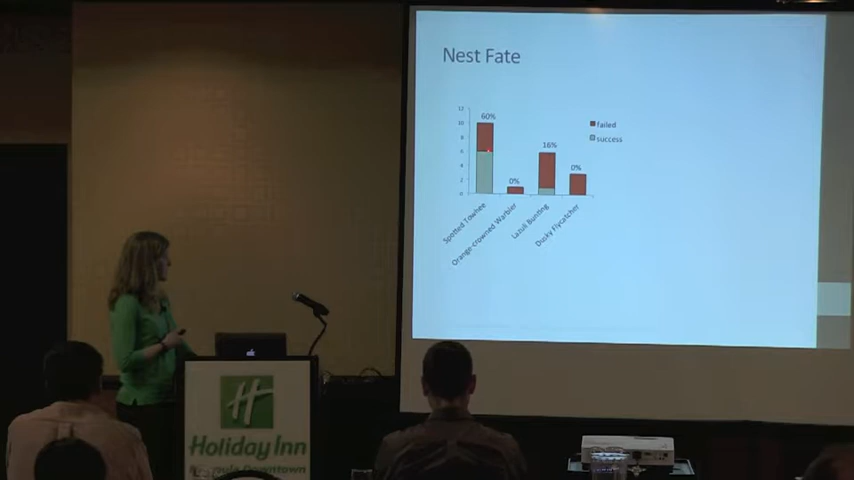 Nest Fate
12
10
8
6
4
2
0
60%
0%
16%
0%
failed
success
Spotted Towhee
Orange-crowned Warbler
Lazuli Bunting
Dusky Flycatcher
H
Holiday Inn
Downtown